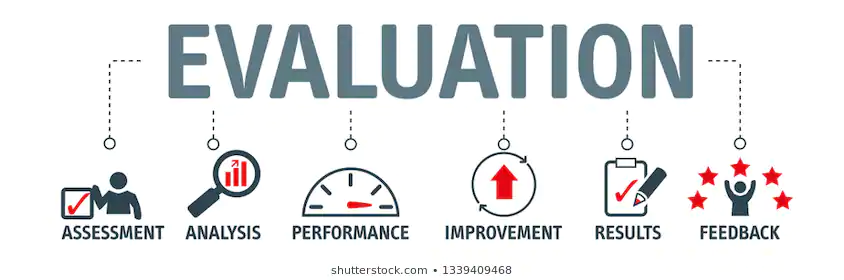 EVALUATION
ASSESSMENT ANALYSIS PERFORMANCE IMPROVEMENT RESULTS FEEDBACK
shutterstock.com • 1339409468